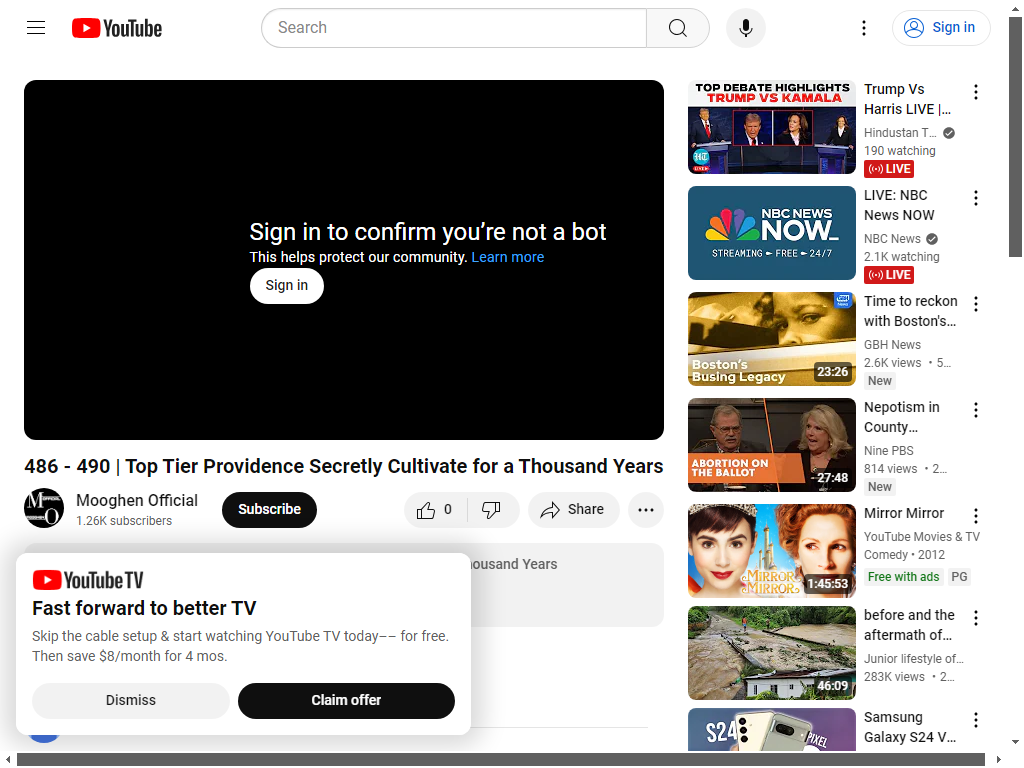 YouTube
Search
Sign in
Sign in to confirm you’re not a bot
This helps protect our community. Learn more
Sign in
486 - 490 | Top Tier Providence Secretly Cultivate for a Thousand Years
Mooghen Official
1.26K subscribers
Subscribe
0
Share
housand Years
YouTube TV
Fast forward to better TV
Skip the cable setup & start watching YouTube TV today–– for free.
Then save $8/month for 4 mos.
Dismiss
Claim offer
TOP DEBATE HIGHLIGHTS
TRUMP VS KAMALA
HT
Trump Vs
Harris LIVE |...
Hindustan T...
190 watching
LIVE
NBC NEWS
NOW
STREAMING FREE 24/7
LIVE: NBC
News NOW
NBC News
2.1K watching
LIVE
Boston's
Busing Legacy
23:26
Time to reckon
with Boston's...
GBH News
2.6K views • 5...
New
ABORTION ON
THE BALLOT
27:48
Nepotism in
County...
Nine PBS
814 views • 2...
New
MIRROR
MIRROR
1:45:53
Mirror Mirror
YouTube Movies & TV
Comedy • 2012
Free with ads PG
46:09
before and the
aftermath of...
Junior lifestyle of...
283K views • 2...
S24
PIXEL
Samsung
Galaxy S24 V...